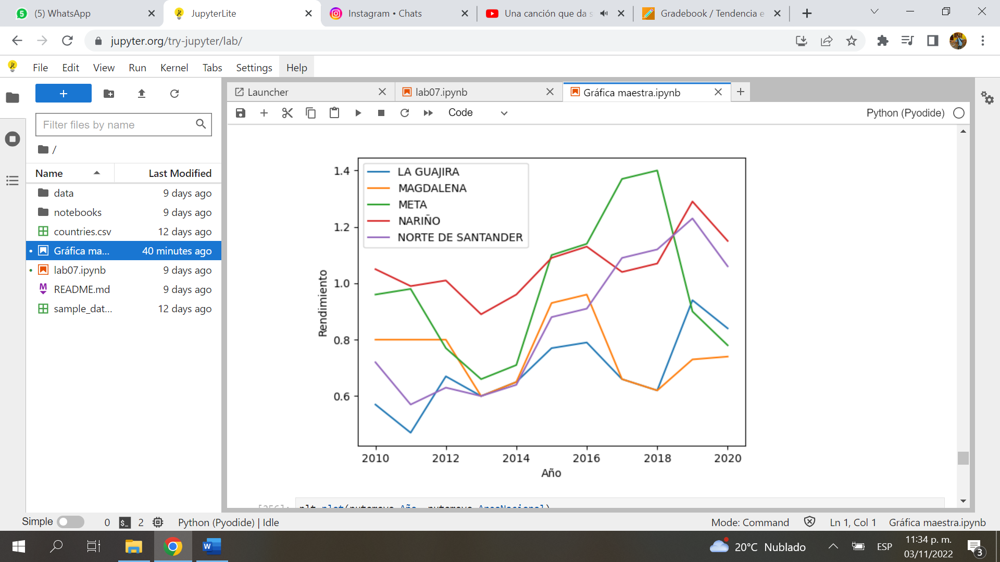 (5) WhatsApp
JupyterLite
Instagram • Chats
Una canción que da s
Gradebook / Tendencia e
jupyter.org/try-jupyter/lab/
File Edit View Run Kernel Tabs Settings Help
Launcher
lab07.ipynb
Gráfica maestra.ipynb
Code
Python (Pyodide)
Filter files by name
/
Name Last Modified
data 9 days ago
notebooks 9 days ago
countries.csv 12 days ago
Gráfica ma... 40 minutes ago
lab07.ipynb 9 days ago
README.md 9 days ago
sample_dat... 12 days ago
LA GUAJIRA
MAGDALENA
META
NARIÑO
NORTE DE SANTANDER
1.4
1.2
1.0
0.8
0.6
Rendimiento
2010 2012 2014 2016 2018 2020
Año
Simple 0 2 Python (Pyodide) | Idle Mode: Command Ln 1, Col 1 Gráfica maestra.ipynb
20°C Nublado
ESP
11:34 p. m.
03/11/2022
3